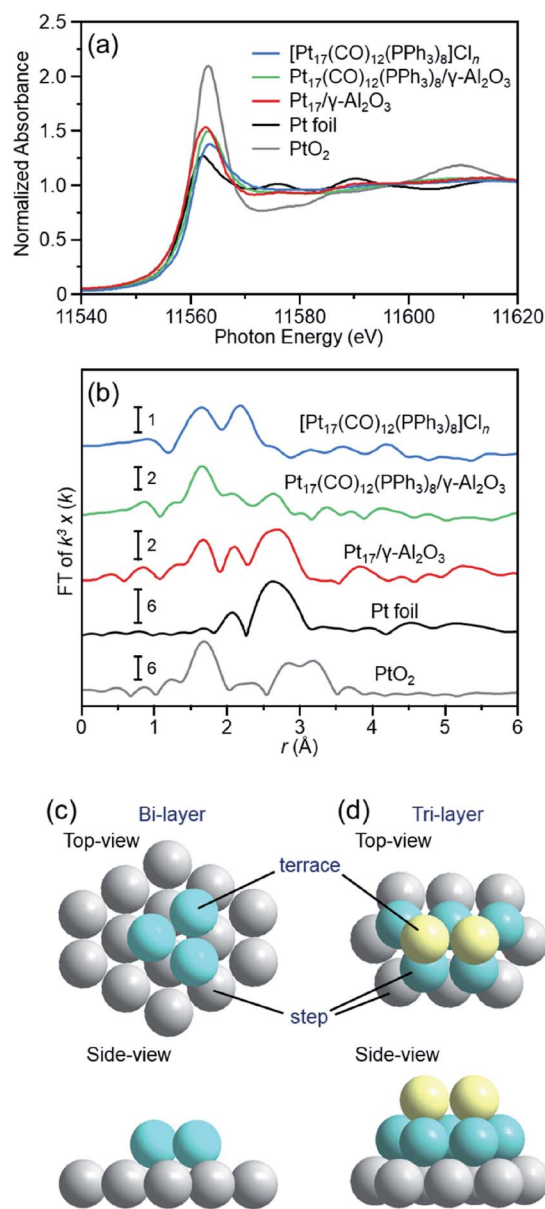 (a)
[Pt17(CO)12(PPh3)8]Cln
Pt17(CO)12(PPh3)8/γ-Al2O3
Pt17/γ-Al2O3
Pt foil
PtO2
2.5
2.0
1.5
1.0
0.5
0
Normalized Absorbance
11540 11560 11580 11600 11620
Photon Energy (eV)
(b)
1 [Pt17(CO)12(PPh3)8]Cln
2 Pt17(CO)12(PPh3)8/γ-Al2O3
2 Pt17/γ-Al2O3
6 Pt foil
6 PtO2
FT of k³ x (k)
0 1 2 3 4 5 6
r (Å)
(c) Bi-layer
Top-view
(d) Tri-layer
Top-view
terrace
step
Side-view
Side-view